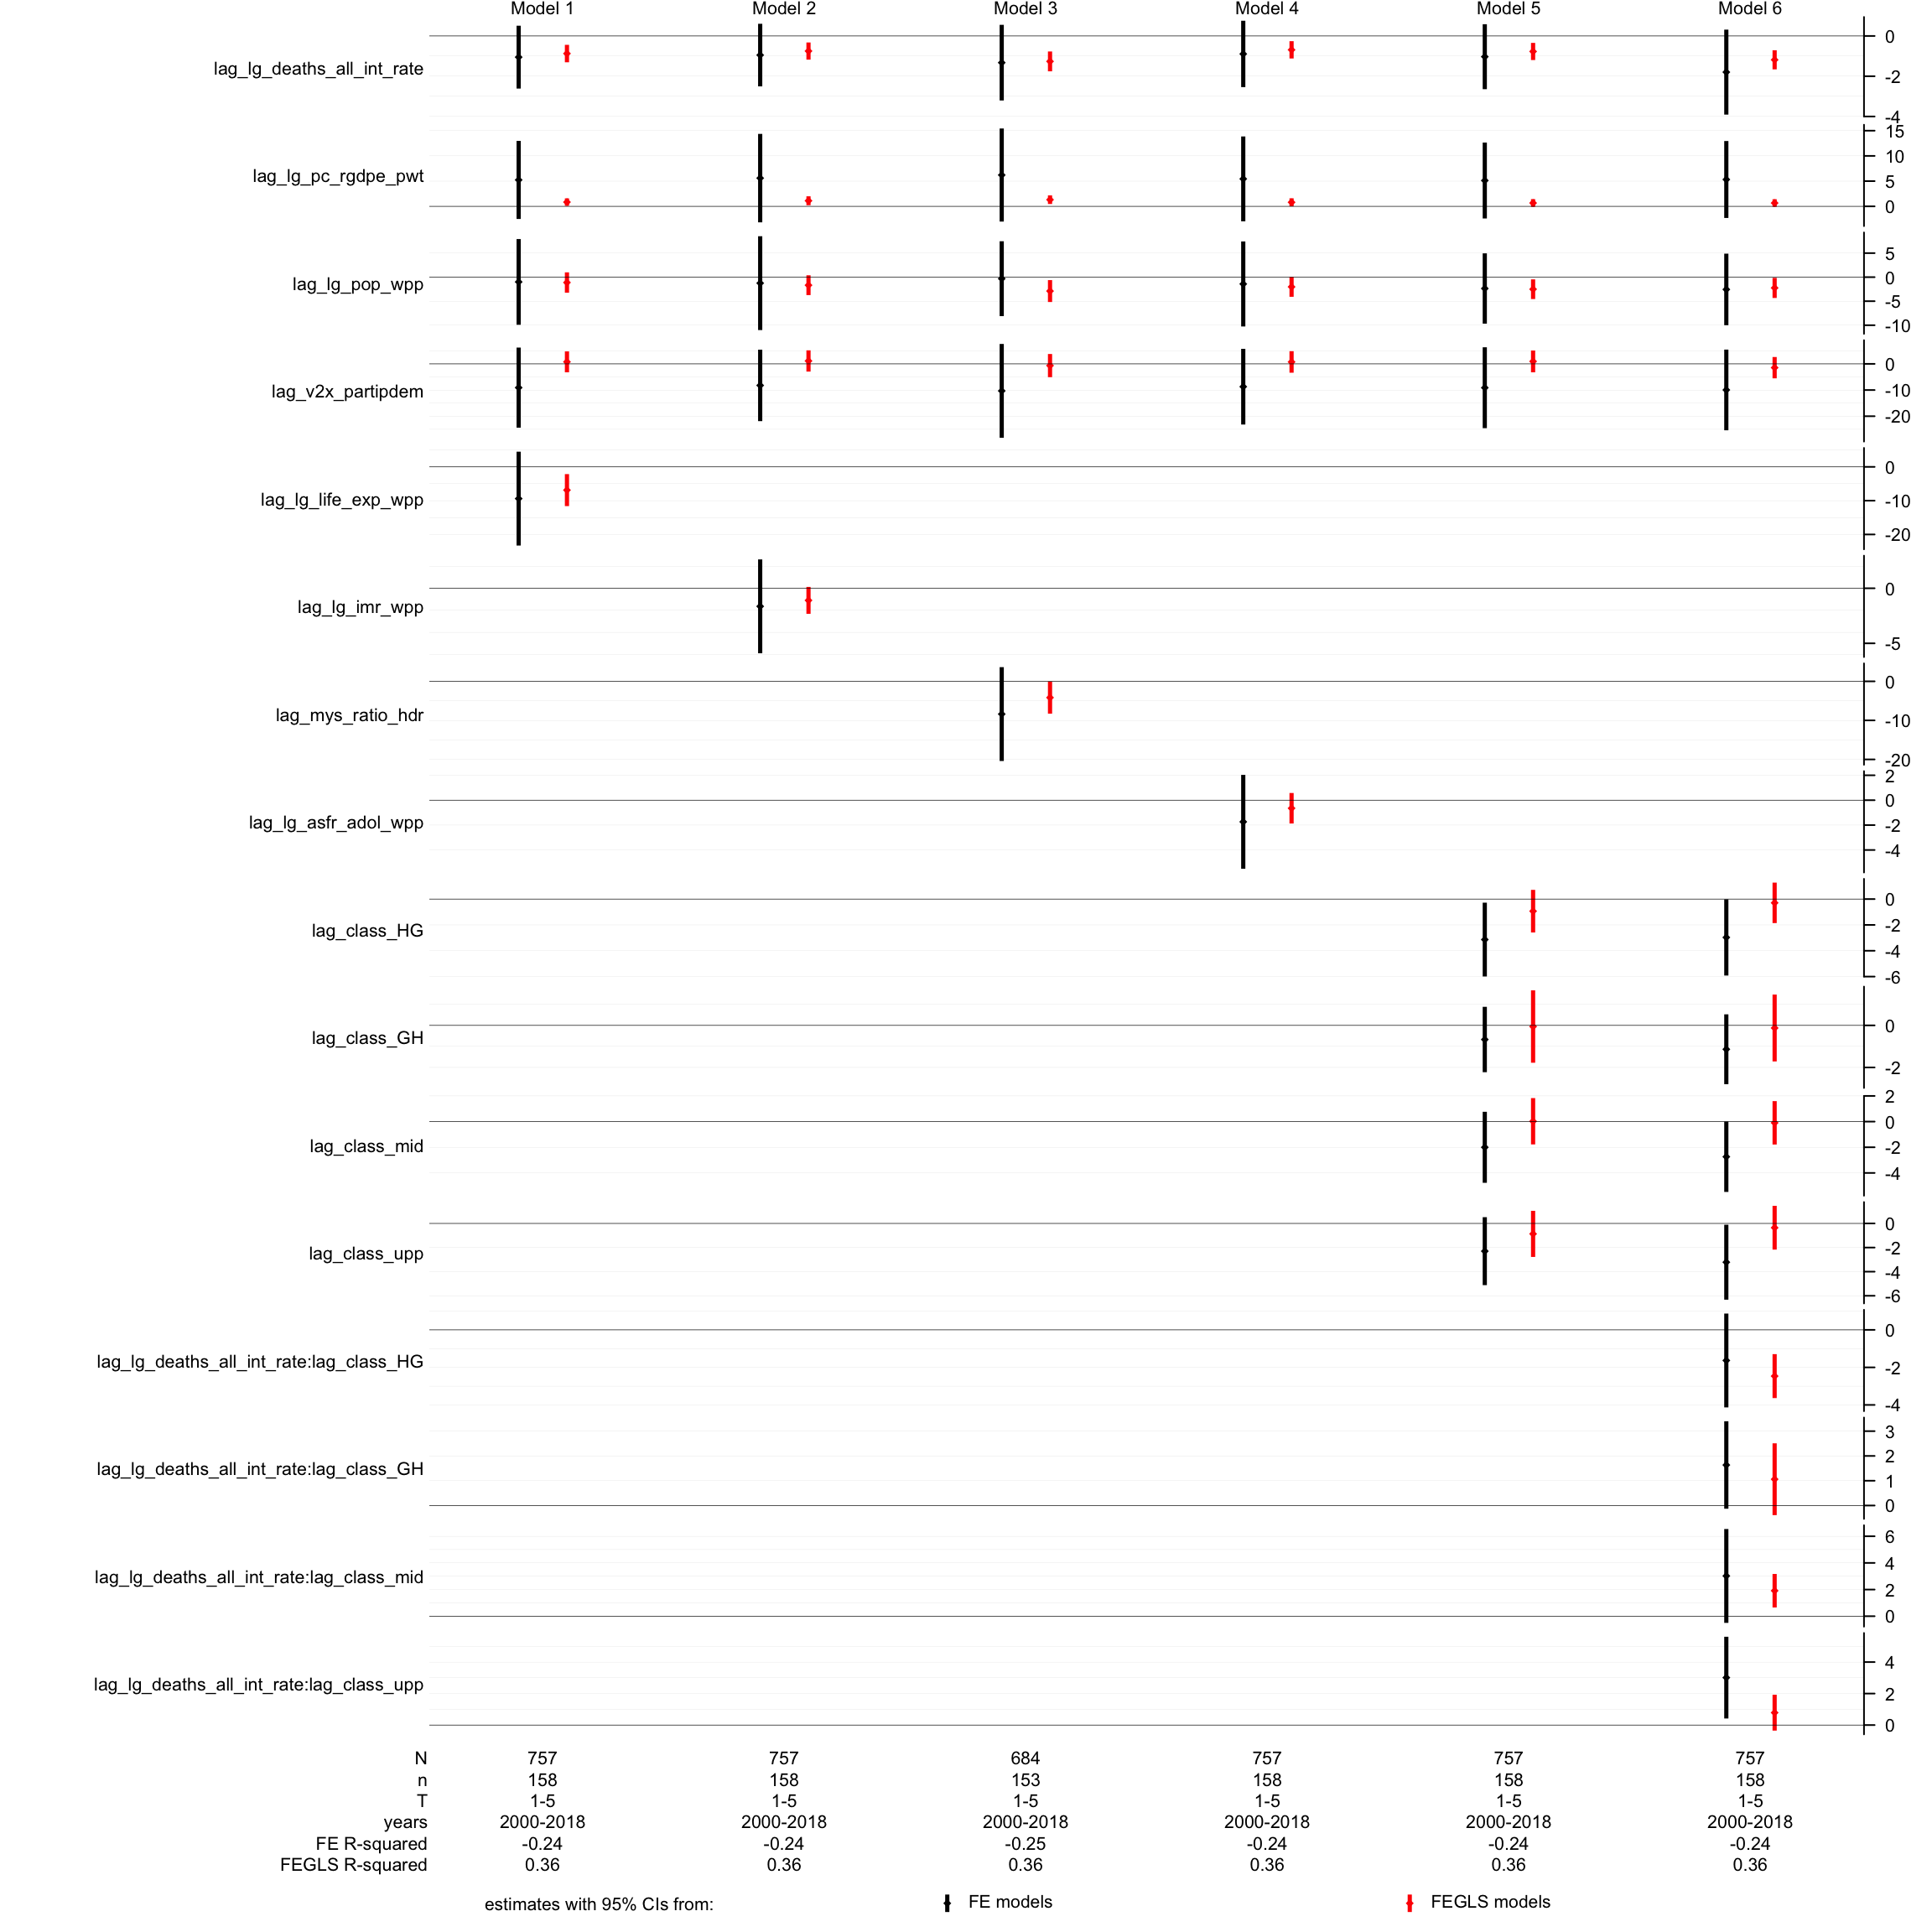 Model 1 Model 2 Model 3 Model 4 Model 5 Model 6
lag_lg_deaths_all_int_rate
0
-2
-4
lag_lg_pc_rgdpe_pwt
15
10
5
0
lag_lg_pop_wpp
5
0
-5
-10
lag_v2x_partipdem
0
-10
-20
lag_lg_life_exp_wpp
0
-10
-20
lag_lg_imr_wpp
0
-5
lag_mys_ratio_hdr
0
-10
-20
lag_lg_asfr_adol_wpp
2
0
-2
-4
lag_class_HG
0
-2
-4
-6
lag_class_GH
0
-2
lag_class_mid
2
0
-2
-4
lag_class_upp
0
-2
-4
-6
lag_lg_deaths_all_int_rate:lag_class_HG
0
-2
-4
lag_lg_deaths_all_int_rate:lag_class_GH
3
2
1
0
lag_lg_deaths_all_int_rate:lag_class_mid
6
4
2
0
lag_lg_deaths_all_int_rate:lag_class_upp
4
2
0
N 757 757 684 757 757 757
n 158 158 153 158 158 158
T 1-5 1-5 1-5 1-5 1-5 1-5
years 2000-2018 2000-2018 2000-2018 2000-2018 2000-2018 2000-2018
FE R-squared -0.24 -0.24 -0.25 -0.24 -0.24 -0.24
FEGLS R-squared 0.36 0.36 0.36 0.36 0.36 0.36
estimates with 95% CIs from: FE models FEGLS models